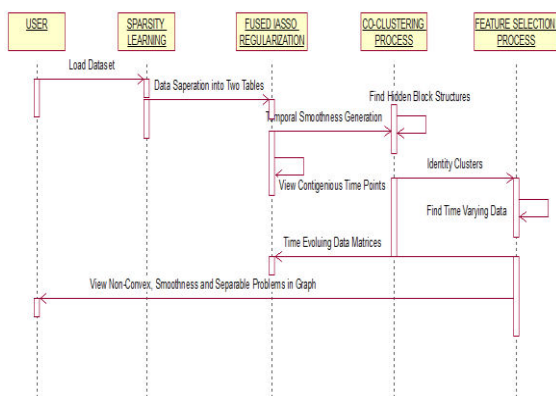 USER
SPARSITY
LEARNING
FUSED lASSO
REGULARIZATION
CO-CLUSTERING
PROCESS
FEATURE SELECTION
PROCESS
Load Dataset
Data Saperation into Two Tables
Find Hidden Block Structures
Temporal Smoothness Generation
Identity Clusters
View Contigenious Time Points
Find Time Varying Data
Time Evoluing Data Matrices
View Non-Convex, Smoothness and Separable Problems in Graph